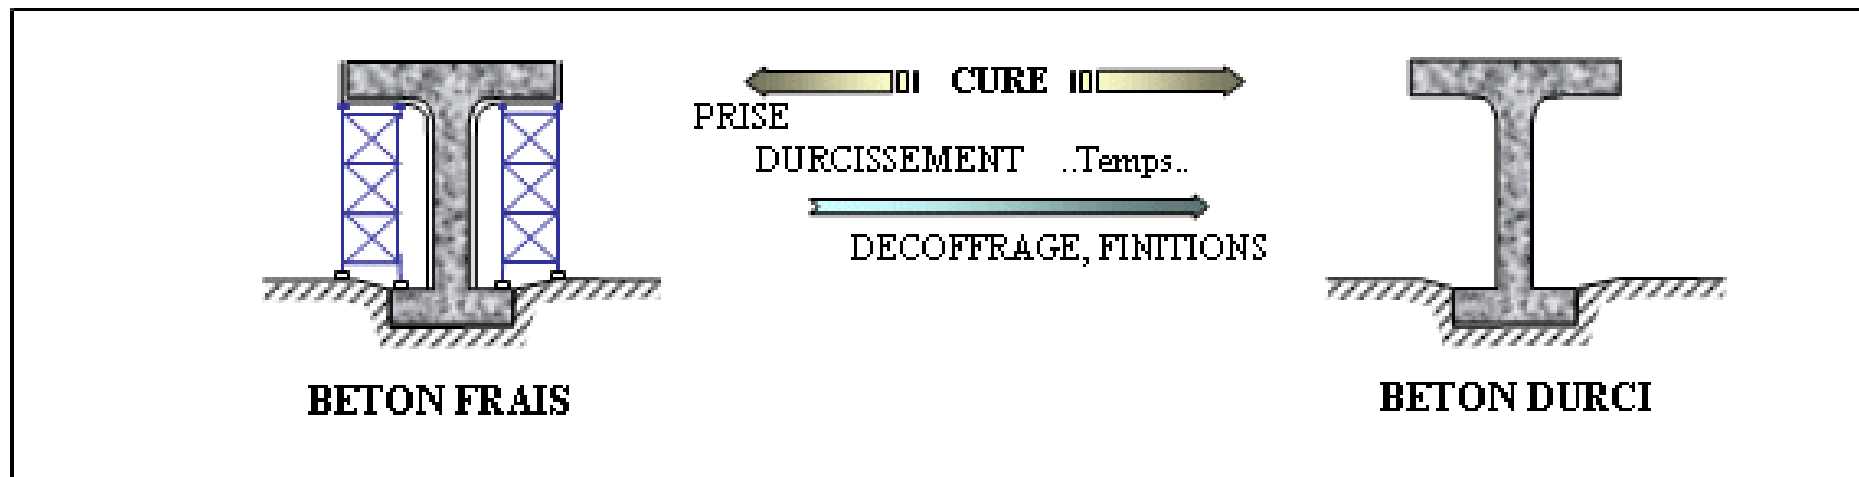 CURE
PRISE
DURCISSEMENT ..Temps..
DECOFFRAGE, FINITIONS
BETON FRAIS
BETON DURCI